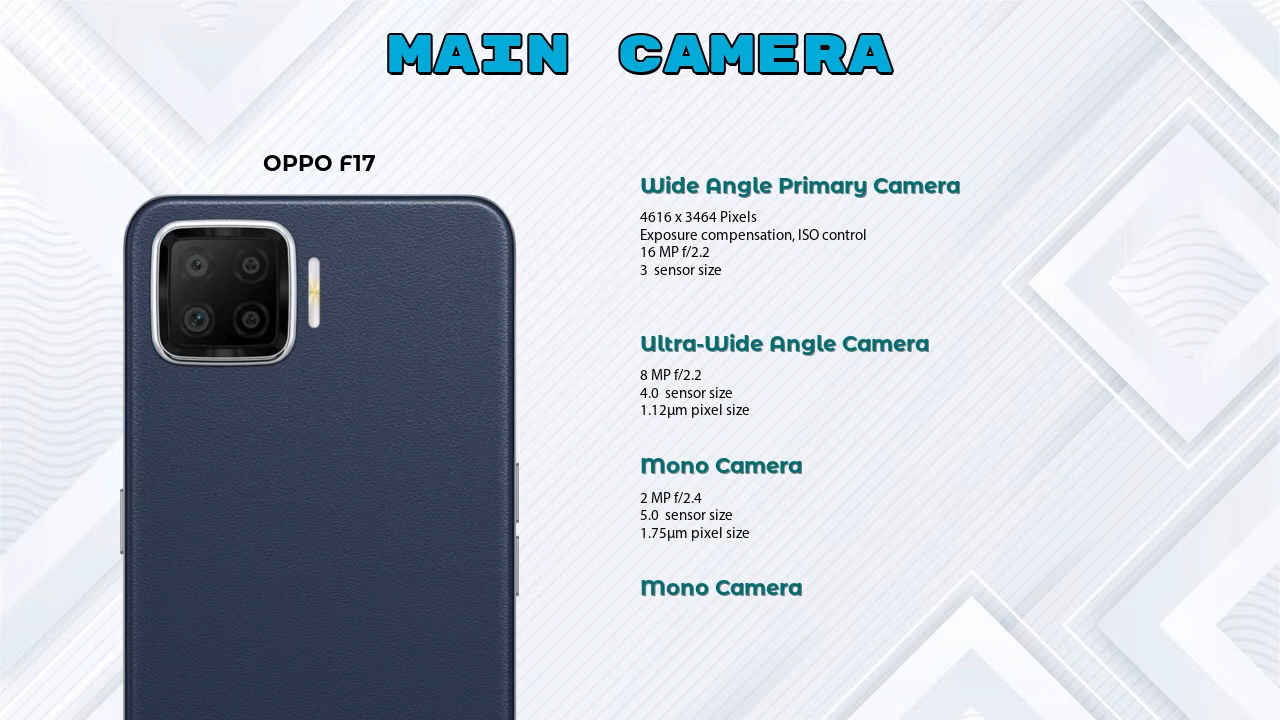 MAIN CAMERA
OPPO F17
Wide Angle Primary Camera
4616 x 3464 Pixels
Exposure compensation, ISO control
16 MP f/2.2
3 sensor size
Ultra-Wide Angle Camera
8 MP f/2.2
4.0 sensor size
1.12µm pixel size
Mono Camera
2 MP f/2.4
5.0 sensor size
1.75µm pixel size
Mono Camera